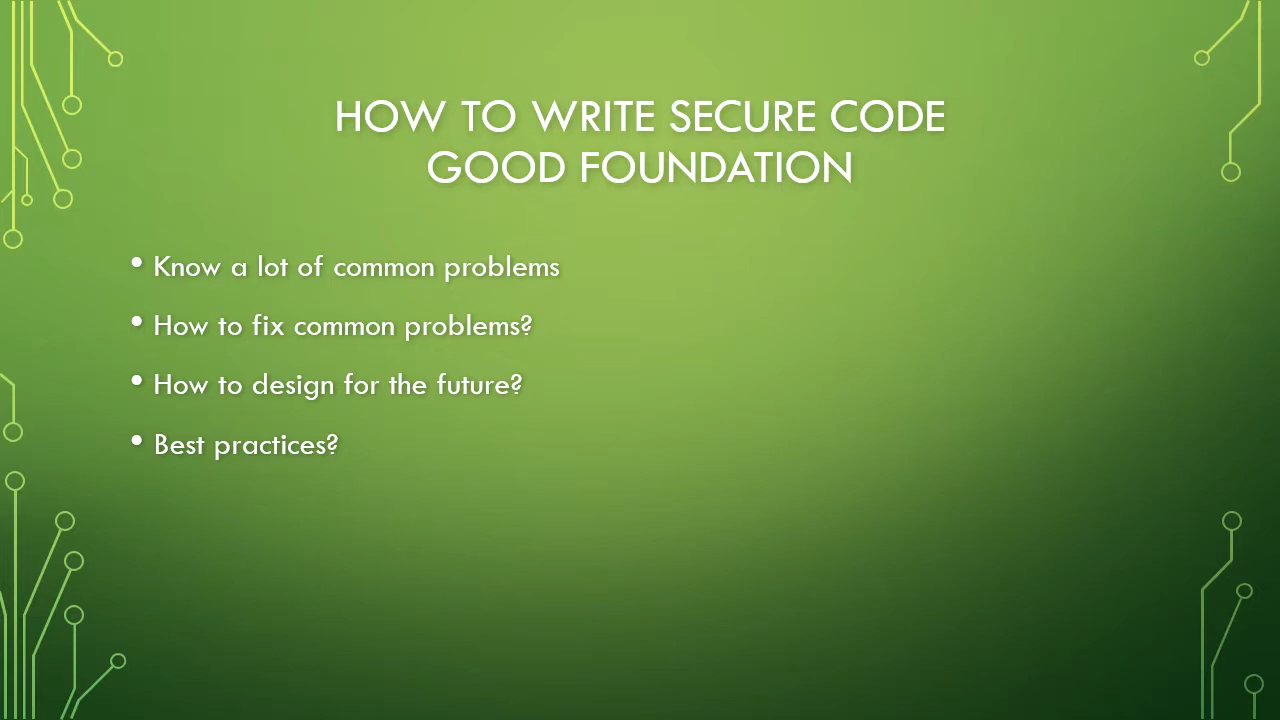 HOW TO WRITE SECURE CODE
GOOD FOUNDATION
• Know a lot of common problems
• How to fix common problems?
• How to design for the future?
• Best practices?